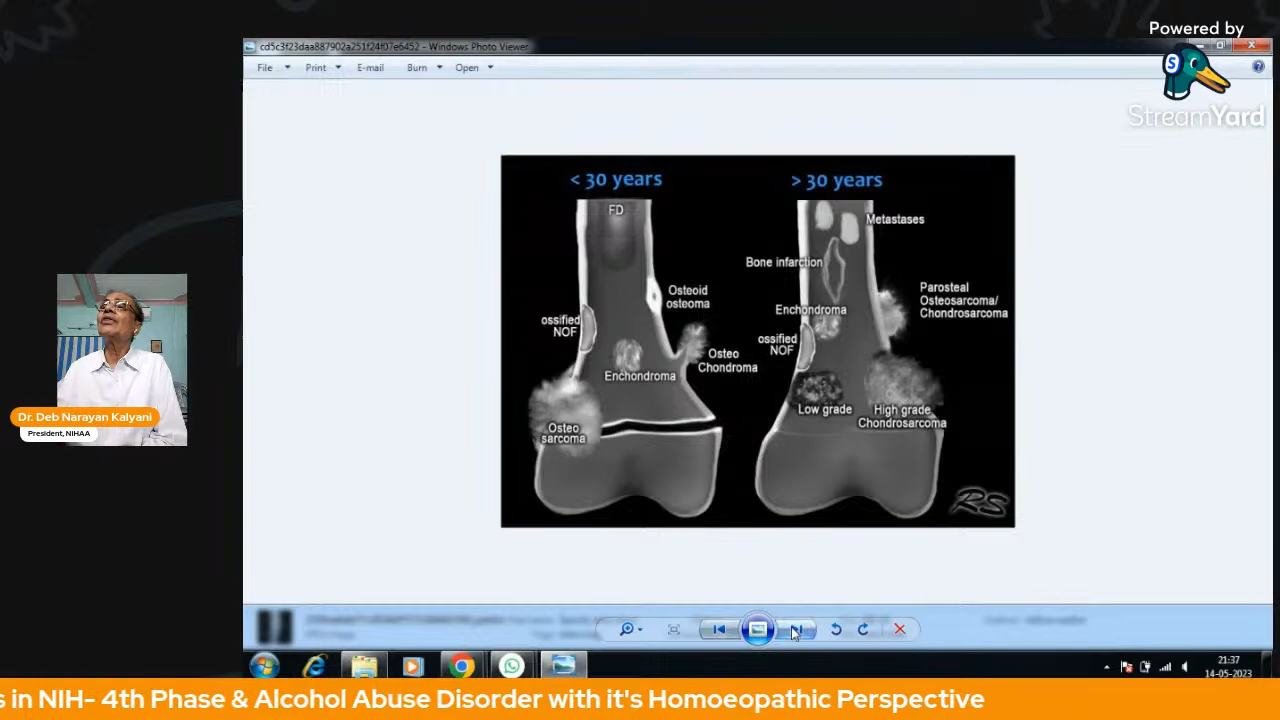 Powered by
StreamYard
cd5c3f23daa887902a251f24f07e6452 - Windows Photo Viewer
File Print E-mail Burn Open
< 30 years
> 30 years
FD
Osteoid
osteoma
ossified
NOF
Enchondroma
Osteo
Chondroma
Osteo
sarcoma
Metastases
Bone infarction
Parosteal
Osteosarcoma/
Chondrosarcoma
Enchondroma
ossified
NOF
Low grade
High grade
Chondrosarcoma
RS
Dr. Deb Narayan Kalyani
President, NIHAA
21:37
14-05-2023
s in NIH- 4th Phase & Alcohol Abuse Disorder with it's Homoeopathic Perspective